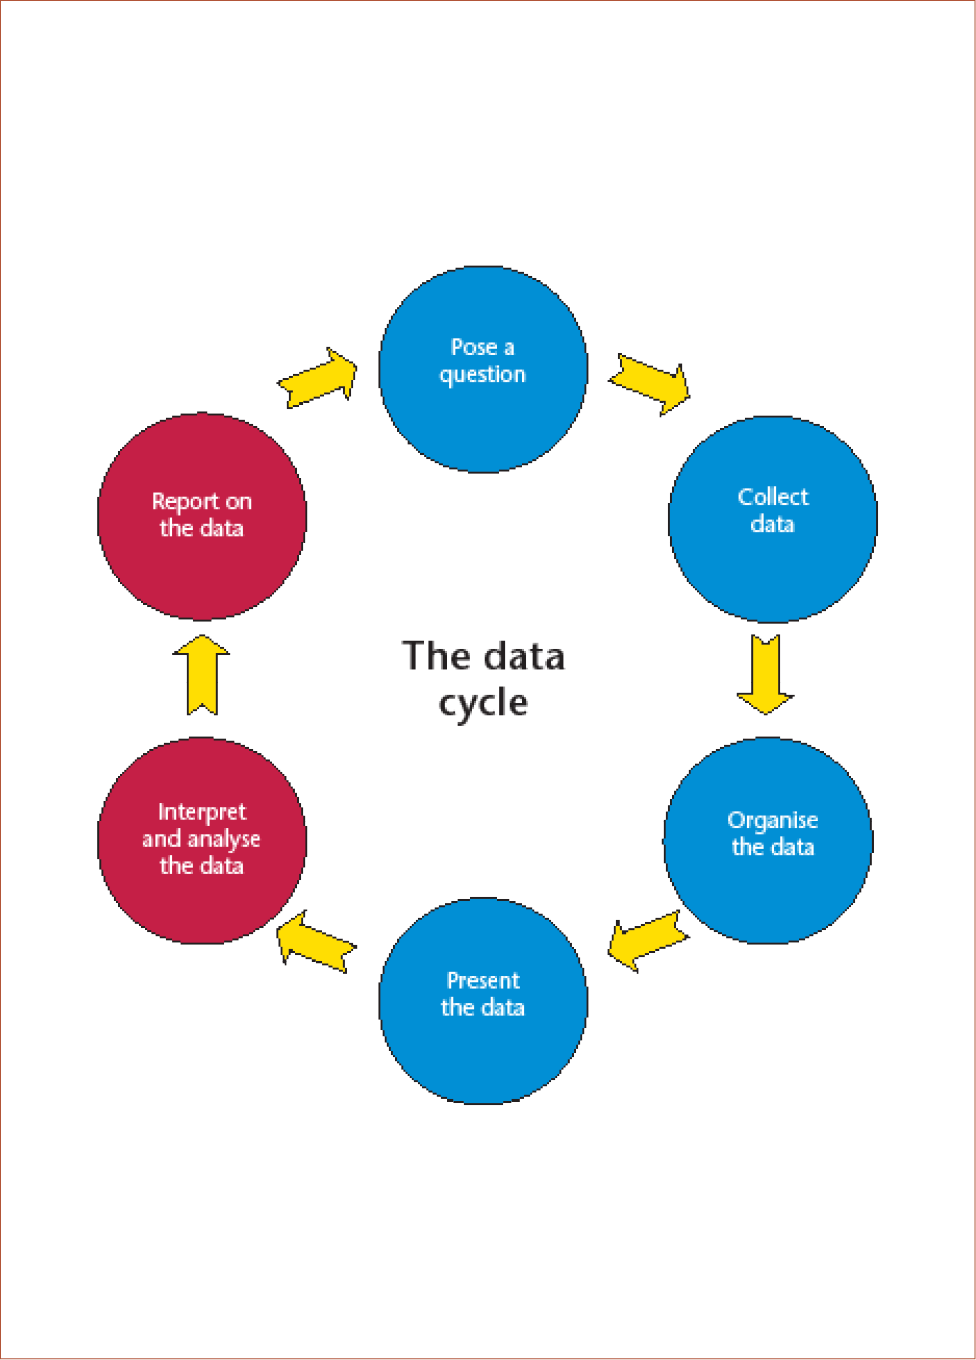 Pose a
question
Collect
data
Organise
the data
Present
the data
Interpret
and analyse
the data
Report on
the data
The data
cycle